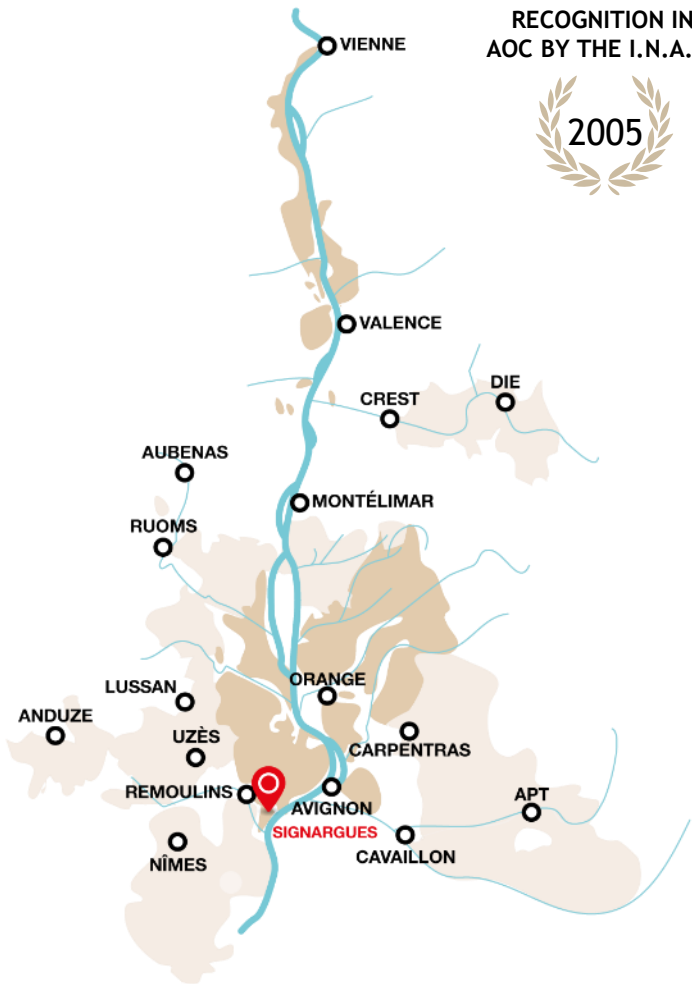 RECOGNITION IN
AOC BY THE I.N.A.
2005
VIENNE
VALENCE
DIE
CREST
AUBENAS
MONTÉLIMAR
RUOMS
ORANGE
LUSSAN
ANDUZE
UZÈS
CARPENTRAS
REMOULINS
AVIGNON
APT
SIGNARGUES
CAVAILLON
NÎMES